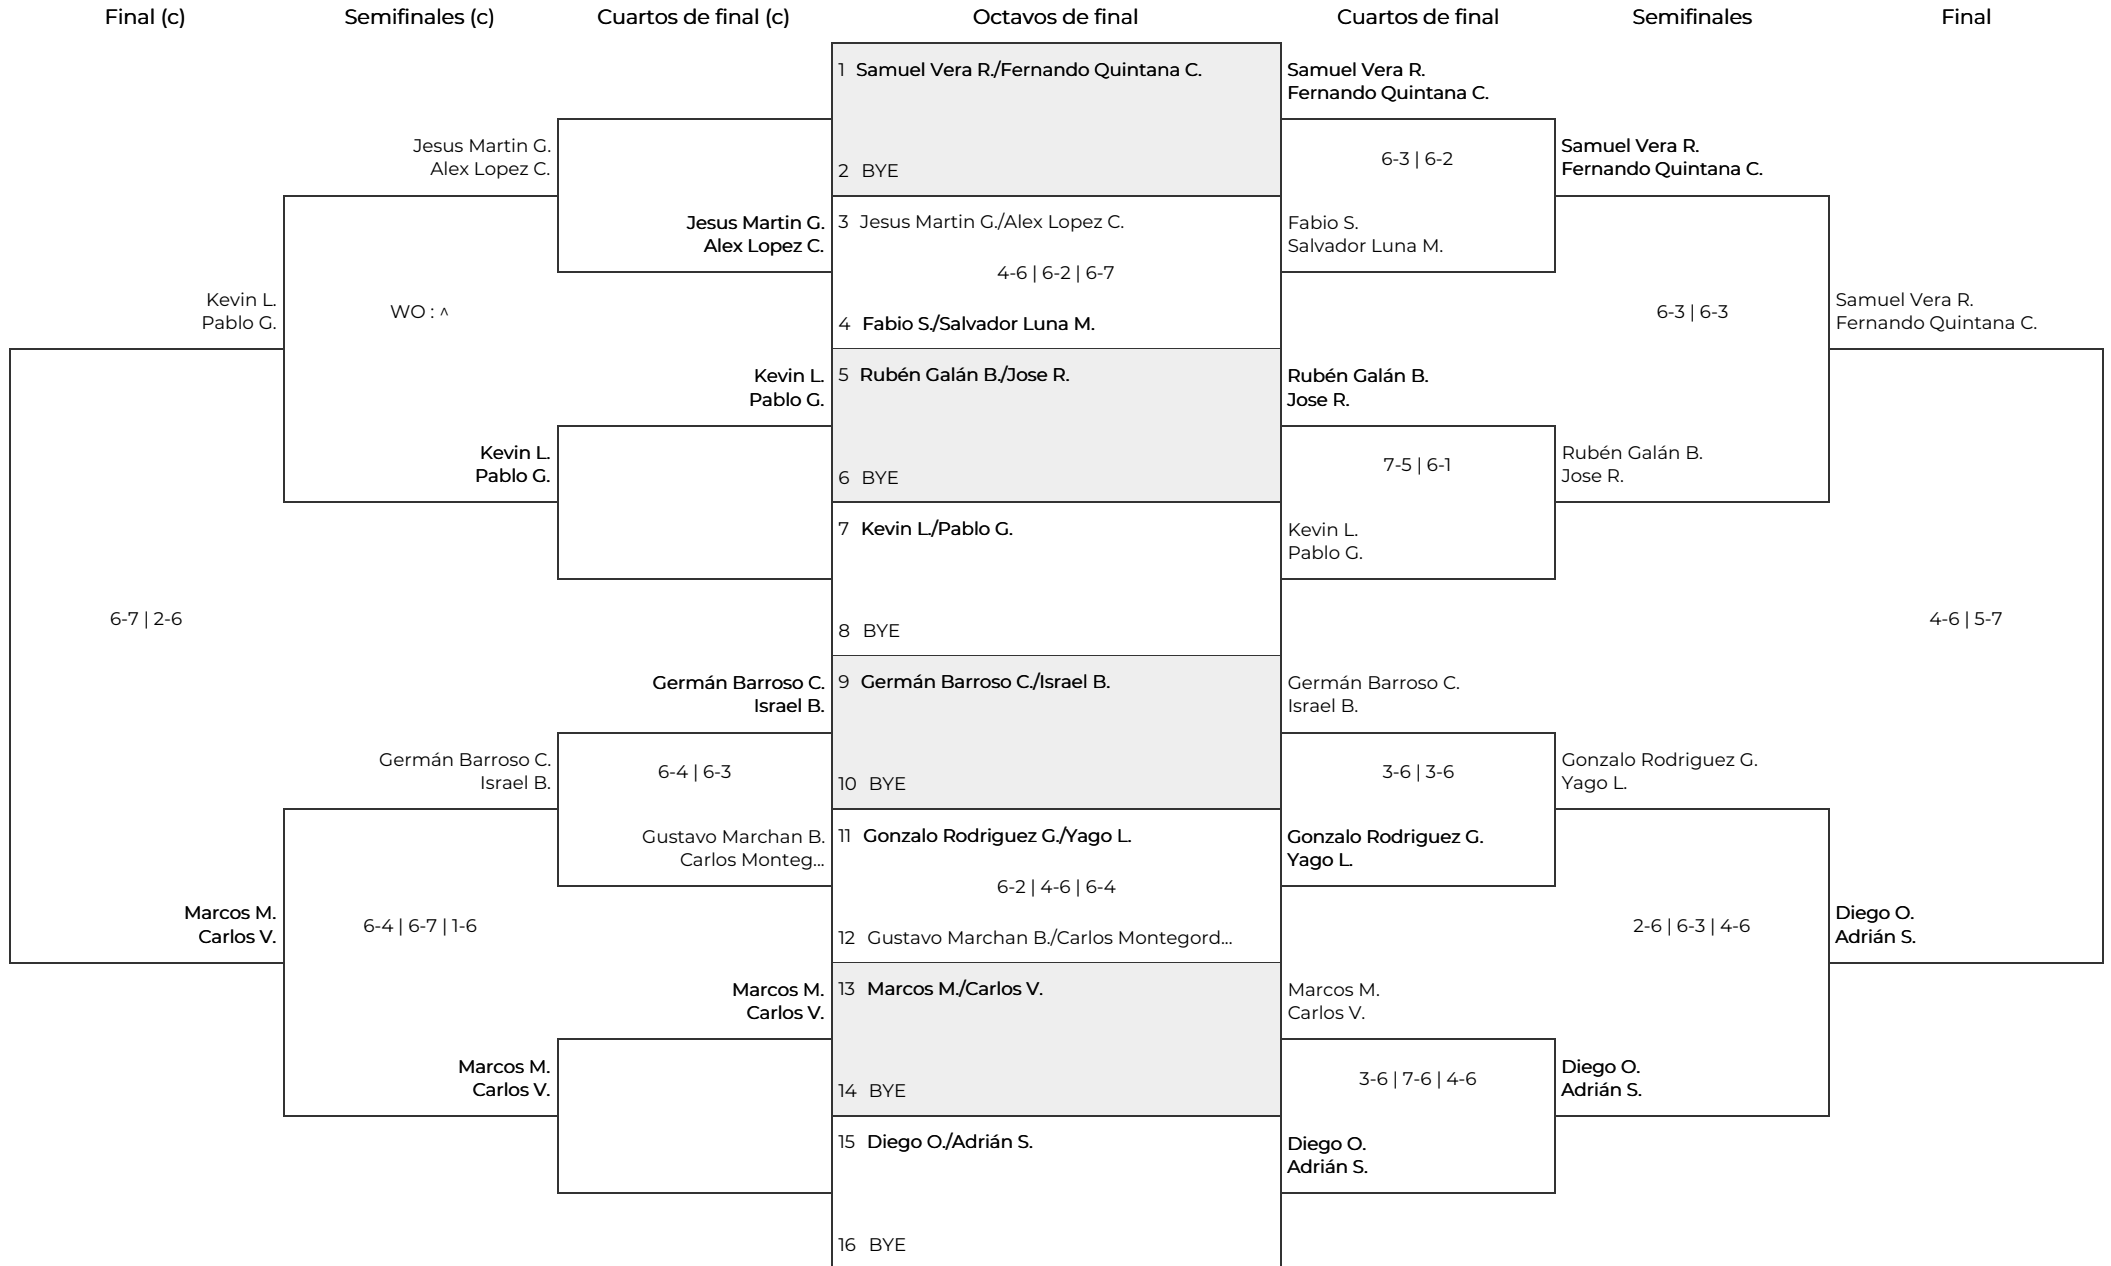 Final (c)
Semifinales (c)
Cuartos de final (c)
Octavos de final
Cuartos de final
Semifinales
Final
Kevin L.
Pablo G.
6-7 | 2-6
Marcos M.
Carlos V.
Jesus Martin G.
Alex Lopez C.
WO : ^
Kevin L.
Pablo G.
Germán Barroso C.
Israel B.
6-4 | 6-7 | 1-6
Marcos M.
Carlos V.
Jesus Martin G.
Alex Lopez C.
Kevin L.
Pablo G.
Germán Barroso C.
Israel B.
6-4 | 6-3
Gustavo Marchan B.
Carlos Monteg...
Marcos M.
Carlos V.
1 Samuel Vera R./Fernando Quintana C.
2 BYE
3 Jesus Martin G./Alex Lopez C.
4-6 | 6-2 | 6-7
4 Fabio S./Salvador Luna M.
5 Rubén Galán B./Jose R.
6 BYE
7 Kevin L./Pablo G.
8 BYE
9 Germán Barroso C./Israel B.
10 BYE
11 Gonzalo Rodriguez G./Yago L.
6-2 | 4-6 | 6-4
12 Gustavo Marchan B./Carlos Montegord...
13 Marcos M./Carlos V.
14 BYE
15 Diego O./Adrián S.
16 BYE
Samuel Vera R.
Fernando Quintana C.
6-3 | 6-2
Fabio S.
Salvador Luna M.
Rubén Galán B.
Jose R.
7-5 | 6-1
Kevin L.
Pablo G.
Germán Barroso C.
Israel B.
3-6 | 3-6
Gonzalo Rodriguez G.
Yago L.
Marcos M.
Carlos V.
3-6 | 7-6 | 4-6
Diego O.
Adrián S.
Samuel Vera R.
Fernando Quintana C.
6-3 | 6-3
Rubén Galán B.
Jose R.
Gonzalo Rodriguez G.
Yago L.
2-6 | 6-3 | 4-6
Diego O.
Adrián S.
Samuel Vera R.
Fernando Quintana C.
4-6 | 5-7
Diego O.
Adrián S.